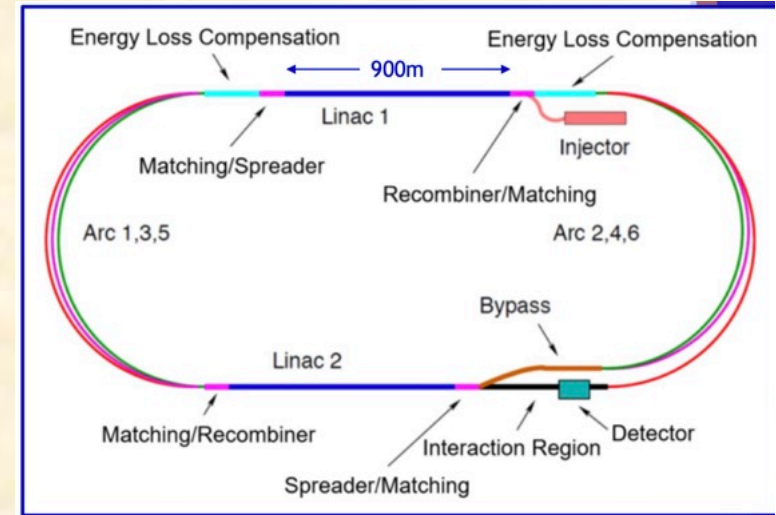 Energy Loss Compensation
Energy Loss Compensation
900m
Linac 1
Injector
Matching/Spreader
Recombiner/Matching
Arc 1,3,5
Arc 2,4,6
Bypass
Linac 2
Matching/Recombiner
Interaction Region
Detector
Spreader/Matching